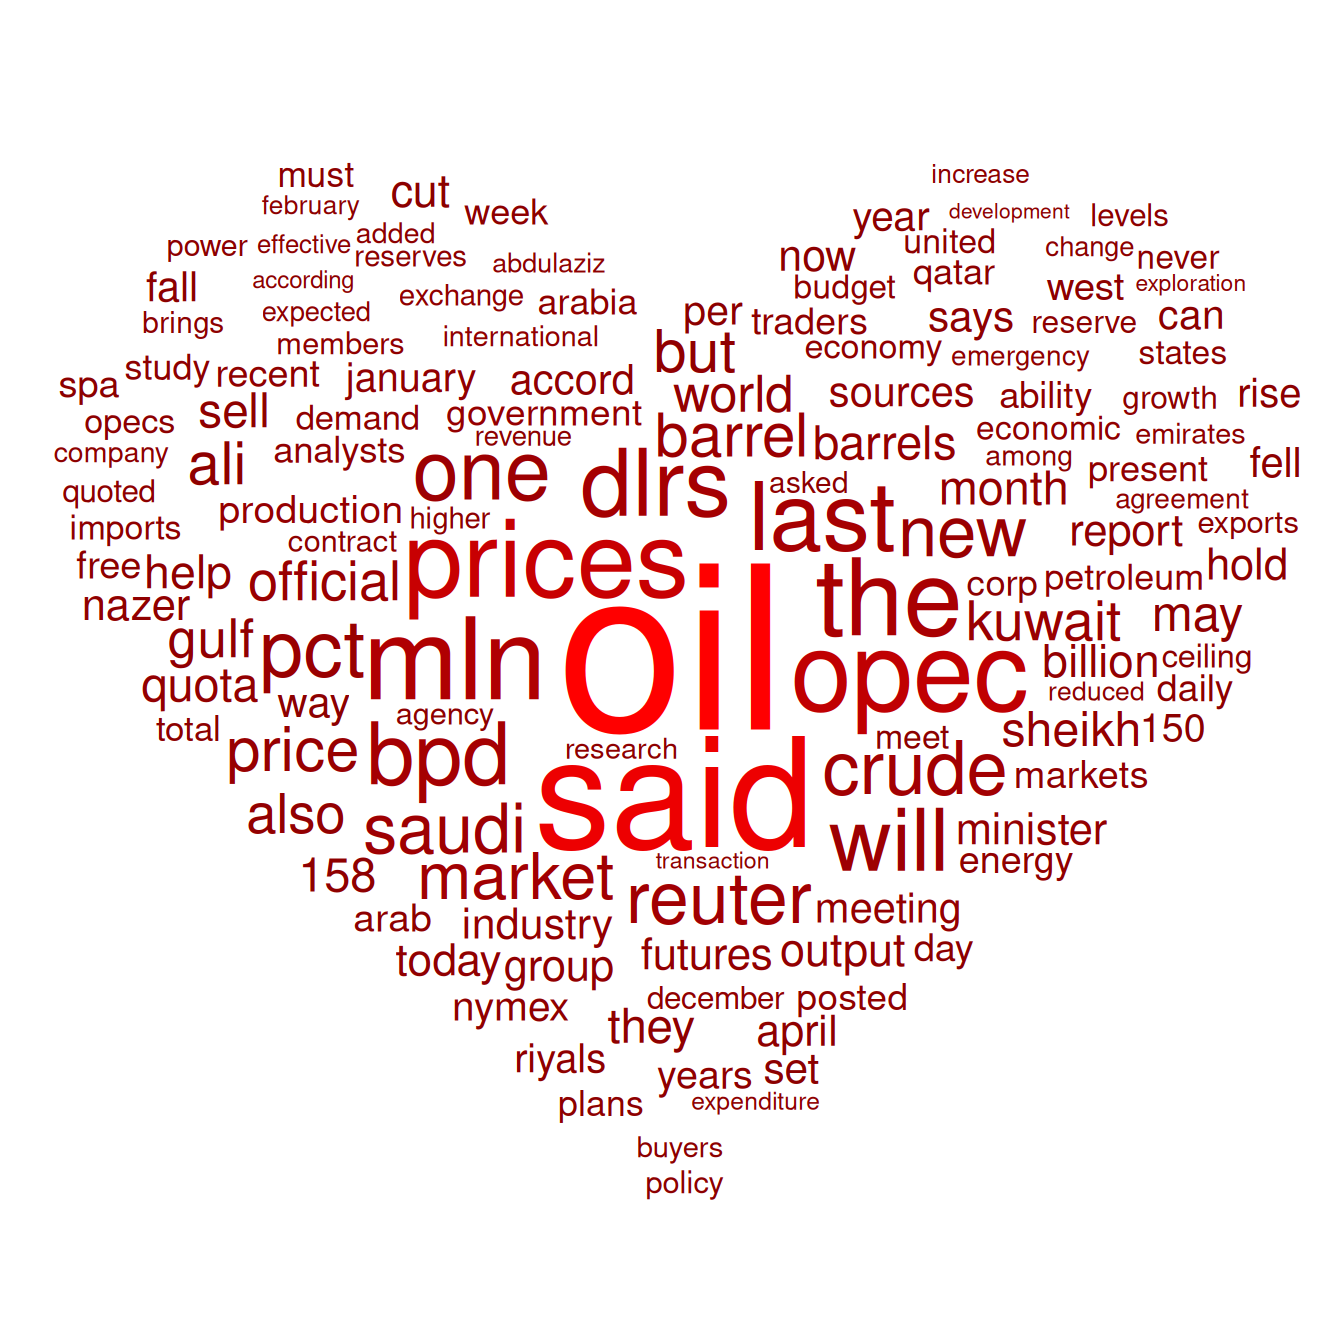 must
cut
increase
february
week
year
development
levels
power
effective
added
united
change
reserves
abdulaziz
now
never
fall
according
exchange
arabia
budget
qatar
west
exploration
brings
expected
per
traders
says
reserve
can
members
international
but
economy
emergency
states
spa
study
recent
january
accord
world
sources
ability
growth
rise
opecs
sell
demand
government
barrel
barrels
economic
emirates
company
ali
analysts
revenue
one
dlrs
among
present
fell
quoted
asked
last
month
agreement
imports
production
higher
new
report
exports
contract
prices
free
help
official
oil
the
corp
petroleum
hold
nazer
kuwait
may
gulf
pct
mln
opec
billion
ceiling
quota
way
agency
reduced
daily
total
price
bpd
research
said
meet
sheikh
150
crude
markets
also
saudi
will
minister
158
market
transaction
energy
arab
industry
reuter
meeting
today
group
futures
output
day
nymex
december
posted
they
april
riyals
years
set
plans
expenditure
buyers
policy